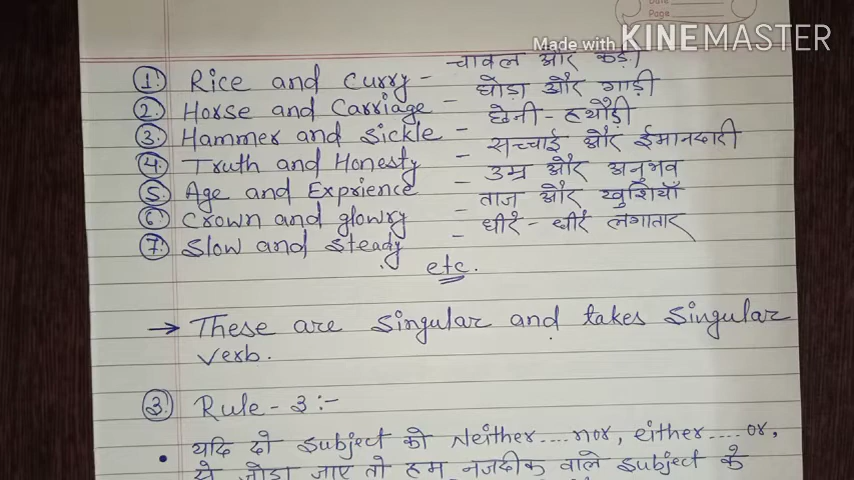 Date
Page
Made with KINEMASTER
① Rice and Curry - चावल और कड़ी
② Horse and Carriage - घोड़ा और गाड़ी
③ Hammer and Sickle - छेनी - हथौड़ी
④ Truth and Honesty - सच्चाई और ईमानदारी
⑤ Age and Exprience - उम्र और अनुभव
⑥ Crown and glowry - ताज और खुशियाँ
⑦ Slow and steady - धीरे - धीरे लगातार
etc.
→ These are singular and takes singular
verb.
③ Rule - 3 :-
• यदि दो subject को Neither....nor, either....or,
से जोड़ा जाए तो हम नजदीक वाले subject के